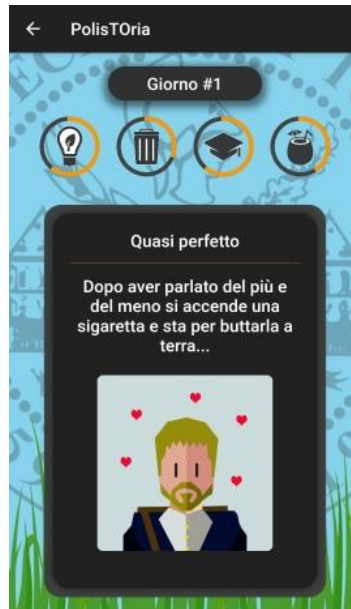 PolisTOria
Giorno #1
Quasi perfetto
Dopo aver parlato del più e
del meno si accende una
sigaretta e sta per buttarla a
terra...